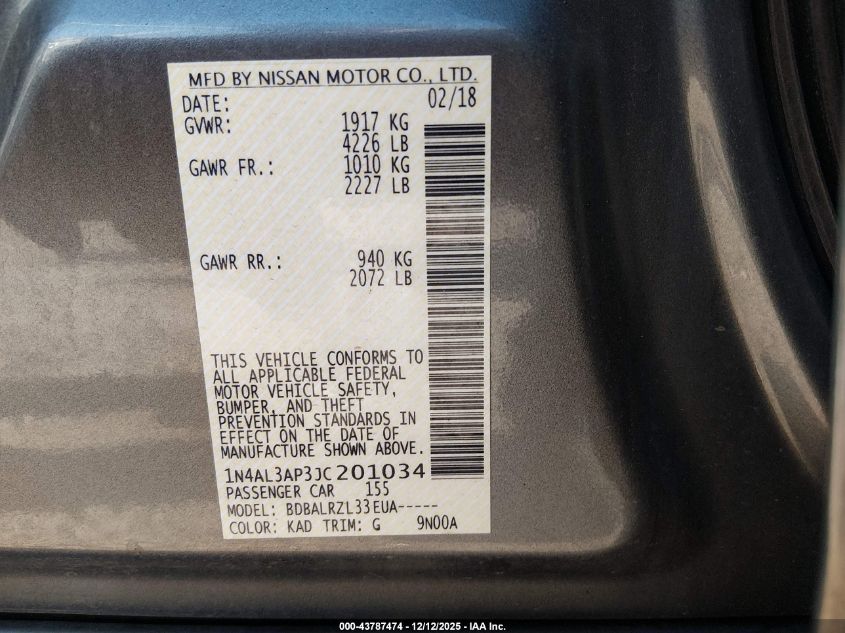 MFD BY NISSAN MOTOR CO., LTD.
DATE: 02/18
GVWR: 1917 KG
4226 LB
GAWR FR.: 1010 KG
2227 LB
GAWR RR.: 940 KG
2072 LB
THIS VEHICLE CONFORMS TO
ALL APPLICABLE FEDERAL
MOTOR VEHICLE SAFETY,
BUMPER, AND THEFT
PREVENTION STANDARDS IN
EFFECT ON THE DATE OF
MANUFACTURE SHOWN ABOVE.
1N4AL3AP3JC201034
PASSENGER CAR 155
MODEL: BDBALRZL33EUA-----
COLOR: KAD TRIM: G 9N00A
000-43787474 - 12/12/2025 - IAA Inc.